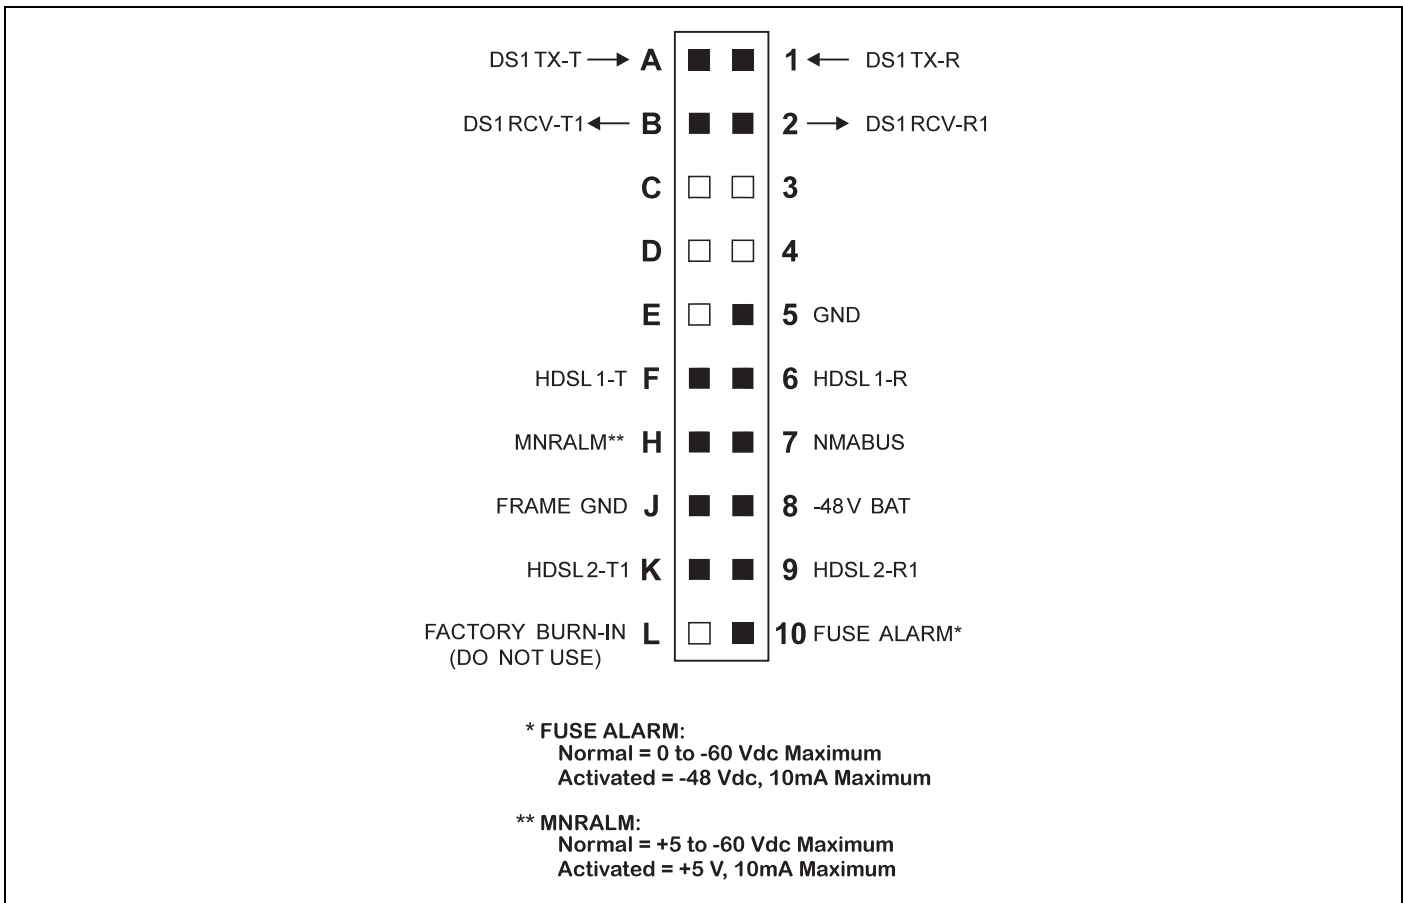 DS1 TX-T A 1 DS1 TX-R
DS1 RCV-T1 B 2 DS1 RCV-R1
C 3
D 4
E 5 GND
HDSL 1-T F 6 HDSL 1-R
MNRALM** H 7 NMABUS
FRAME GND J 8 -48V BAT
HDSL 2-T1 K 9 HDSL 2-R1
FACTORY BURN-IN L 10 FUSE ALARM*
(DO NOT USE)
* FUSE ALARM:
Normal = 0 to -60 Vdc Maximum
Activated = -48 Vdc, 10mA Maximum
** MNRALM:
Normal = +5 to -60 Vdc Maximum
Activated = +5 V, 10mA Maximum